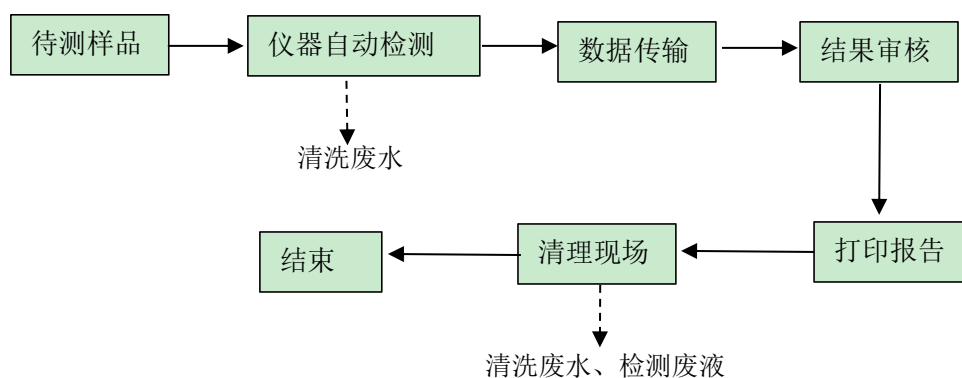 待测样品
仪器自动检测
数据传输
结果审核
清洗废水
打印报告
清理现场
结束
清洗废水、检测废液